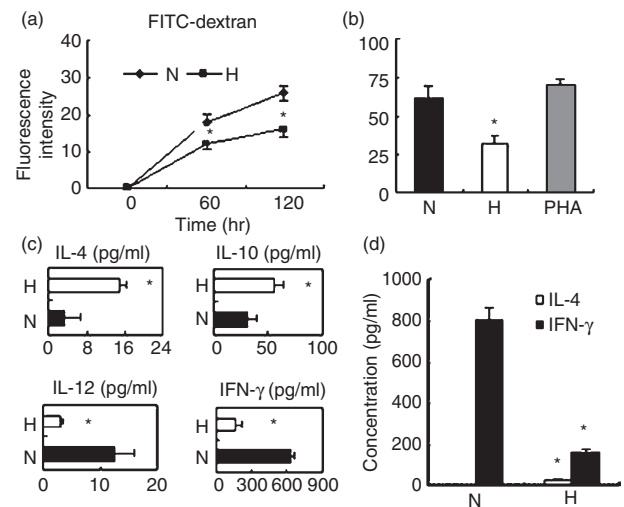 (a)
FITC-dextran
40
30
20
10
0
N
H
*
*
Fluorescence
intensity
0
60
120
Time (hr)
(b)
100
75
50
25
0
*
N
H
PHA
(c)
IL-4 (pg/ml)
H
*
N
0
8
16
24
IL-10 (pg/ml)
*
0
50
100
IL-12 (pg/ml)
H
*
N
0
10
20
IFN-γ (pg/ml)
*
0
300
600
900
(d)
1000
800
600
400
200
0
Concentration (pg/ml)
IL-4
IFN-γ
*
*
N
H